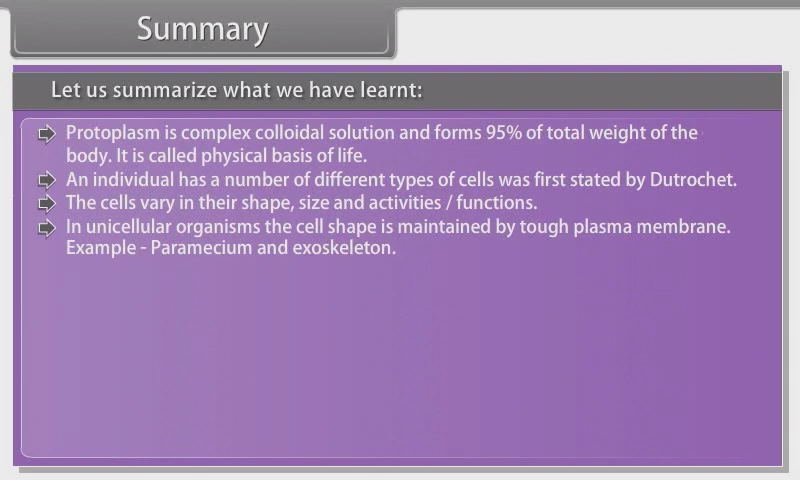 Summary
Let us summarize what we have learnt:
Protoplasm is complex colloidal solution and forms 95% of total weight of the
body. It is called physical basis of life.
An individual has a number of different types of cells was first stated by Dutrochet.
The cells vary in their shape, size and activities / functions.
In unicellular organisms the cell shape is maintained by tough plasma membrane.
Example - Paramecium and exoskeleton.